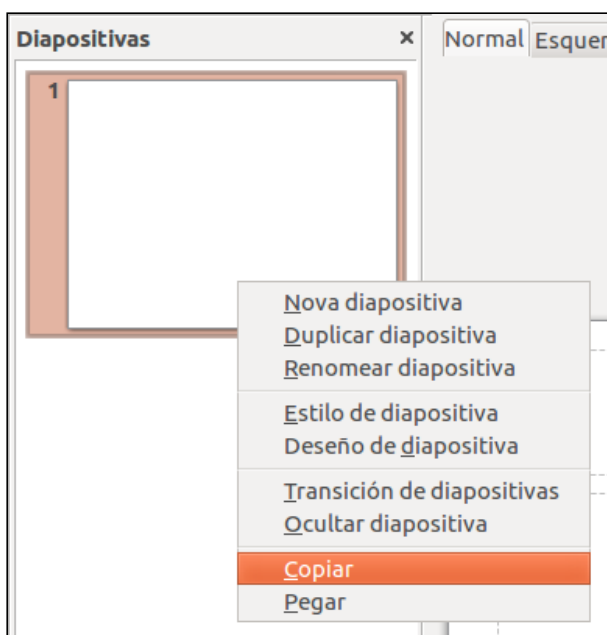 Diapositivas × Normal Esquer
1
Nova diapositiva
Duplicar diapositiva
Renomear diapositiva
Estilo de diapositiva
Deseño de diapositiva
Transición de diapositivas
Ocultar diapositiva
Copiar
Pegar